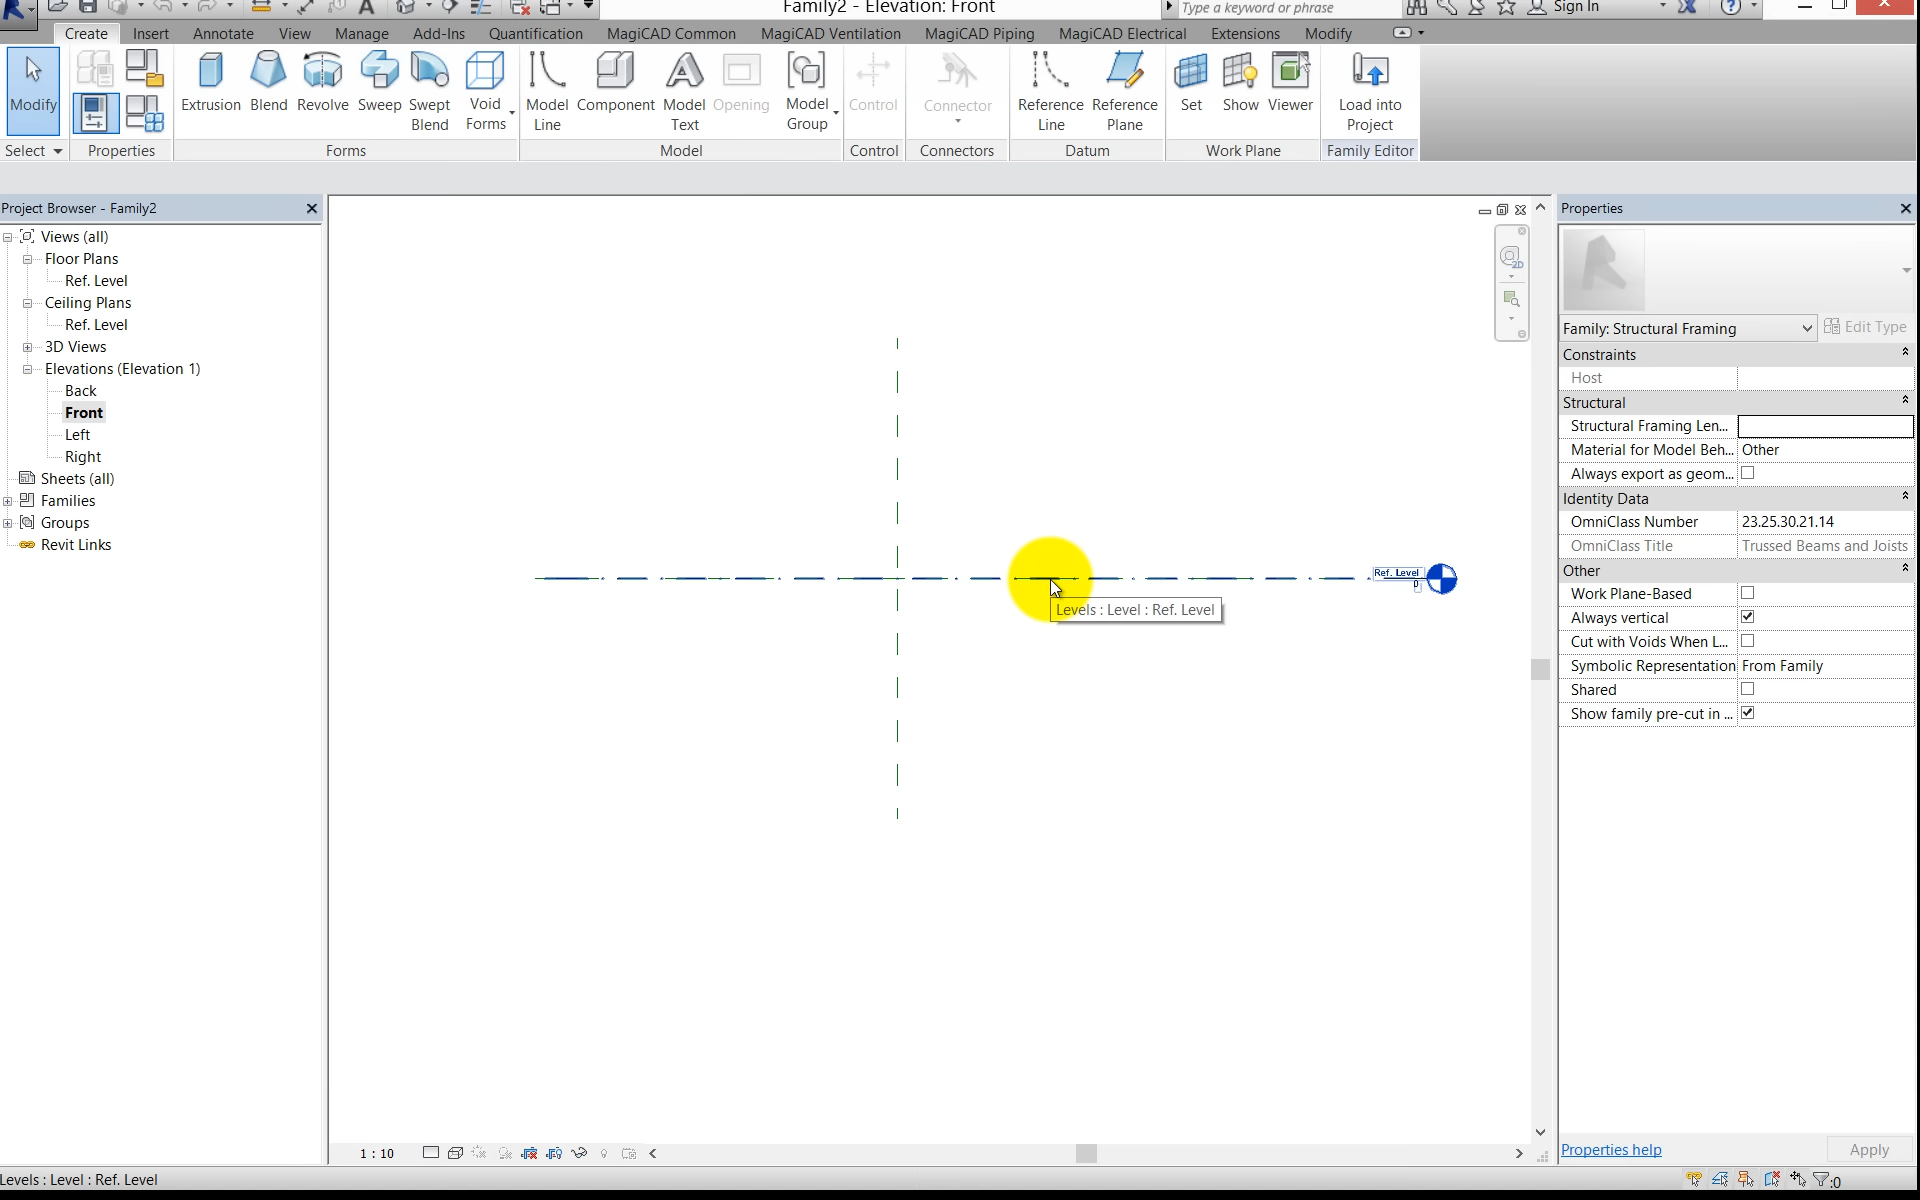 Family2 - Elevation: Front
Type a keyword or phrase
Sign In
Create Insert Annotate View Manage Add-Ins Quantification MagiCAD Common MagiCAD Ventilation MagiCAD Piping MagiCAD Electrical Extensions Modify
Modify
Extrusion Blend Revolve Sweep Swept Blend Void Forms
Model Line Component Model Text Opening Model Group
Control
Connector
Reference Line Reference Plane
Set Show Viewer
Load into Project
Select Properties Forms Model Control Connectors Datum Work Plane Family Editor
Project Browser - Family2
Views (all)
Floor Plans
Ref. Level
Ceiling Plans
Ref. Level
3D Views
Elevations (Elevation 1)
Back
Front
Left
Right
Sheets (all)
Families
Groups
Revit Links
2D
Ref. Level
0
Levels : Level : Ref. Level
1 : 10
Properties
Family: Structural Framing
Edit Type
Constraints
Host
Structural
Structural Framing Len...
Material for Model Beh... Other
Always export as geom...
Identity Data
OmniClass Number 23.25.30.21.14
OmniClass Title Trussed Beams and Joists
Other
Work Plane-Based
Always vertical
Cut with Voids When L...
Symbolic Representation From Family
Shared
Show family pre-cut in ...
Properties help
Apply
Levels : Level : Ref. Level
:0